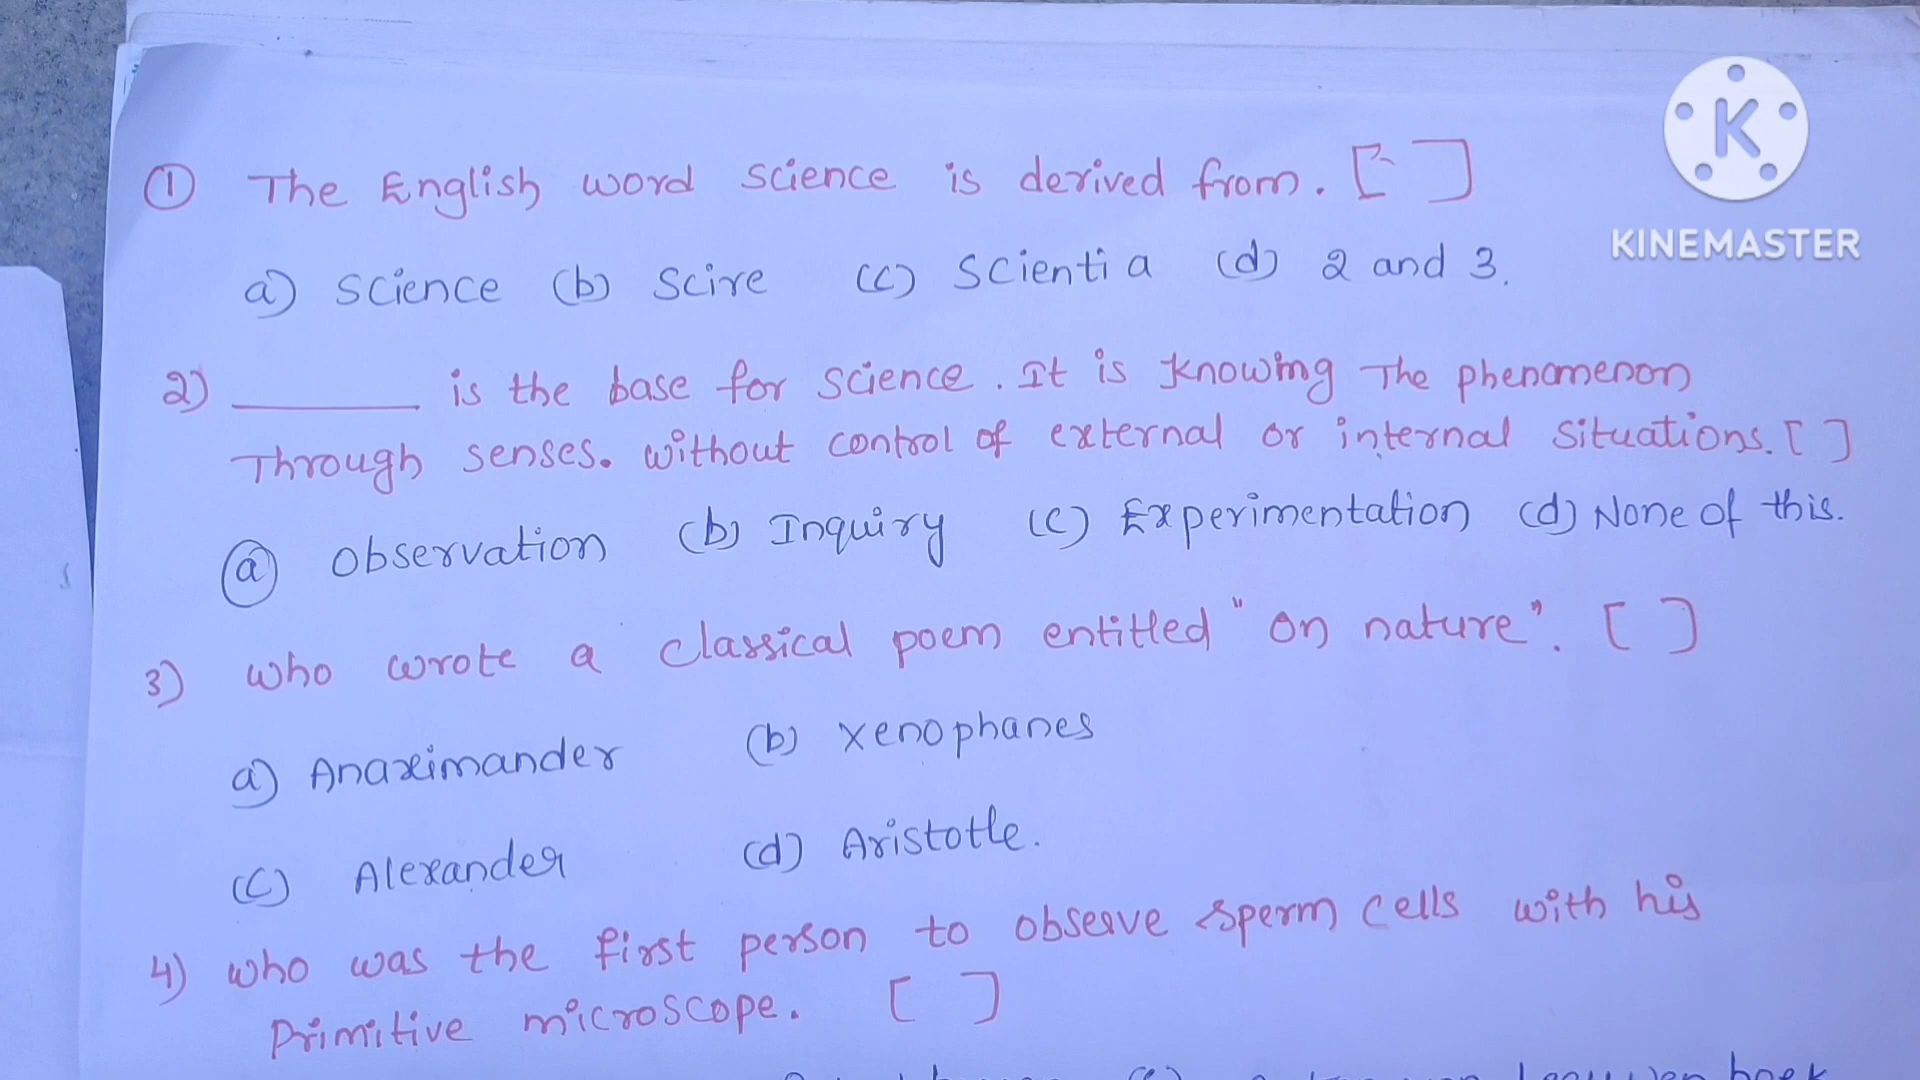 ① The English word science is derived from. [ ]
KINEMASTER
a) Science (b) Scire (c) Scientia (d) 2 and 3.
2) ______ is the base for science. It is knowing The phenomenon
Through senses. without control of external or internal situations. [ ]
ⓐ Observation (b) Inquiry (c) Experimentation (d) None of this.
3) who wrote a classical poem entitled "on nature". [ ]
a) Anaximander (b) Xenophanes
(c) Alexander (d) Aristotle.
4) who was the first person to observe sperm cells with his
Primitive microscope. [ ]